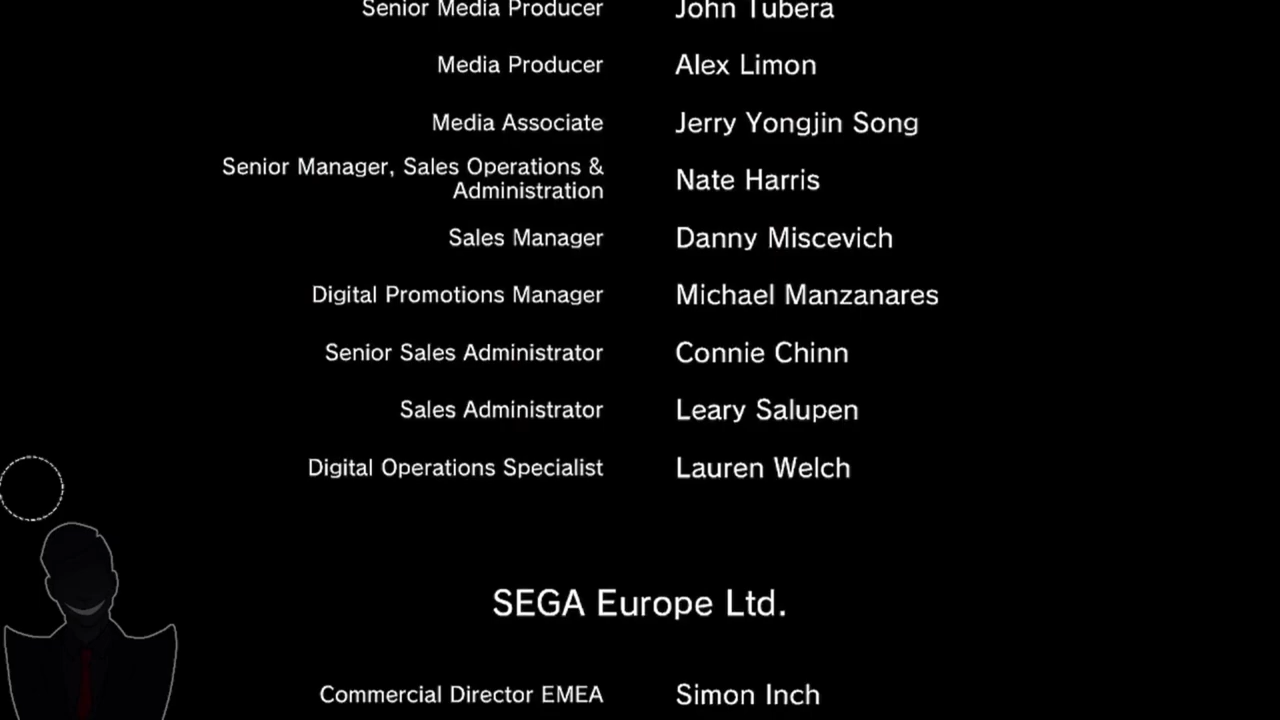 Senior Media Producer John Tubera
Media Producer Alex Limon
Media Associate Jerry Yongjin Song
Senior Manager, Sales Operations &
Administration Nate Harris
Sales Manager Danny Miscevich
Digital Promotions Manager Michael Manzanares
Senior Sales Administrator Connie Chinn
Sales Administrator Leary Salupen
Digital Operations Specialist Lauren Welch
SEGA Europe Ltd.
Commercial Director EMEA Simon Inch